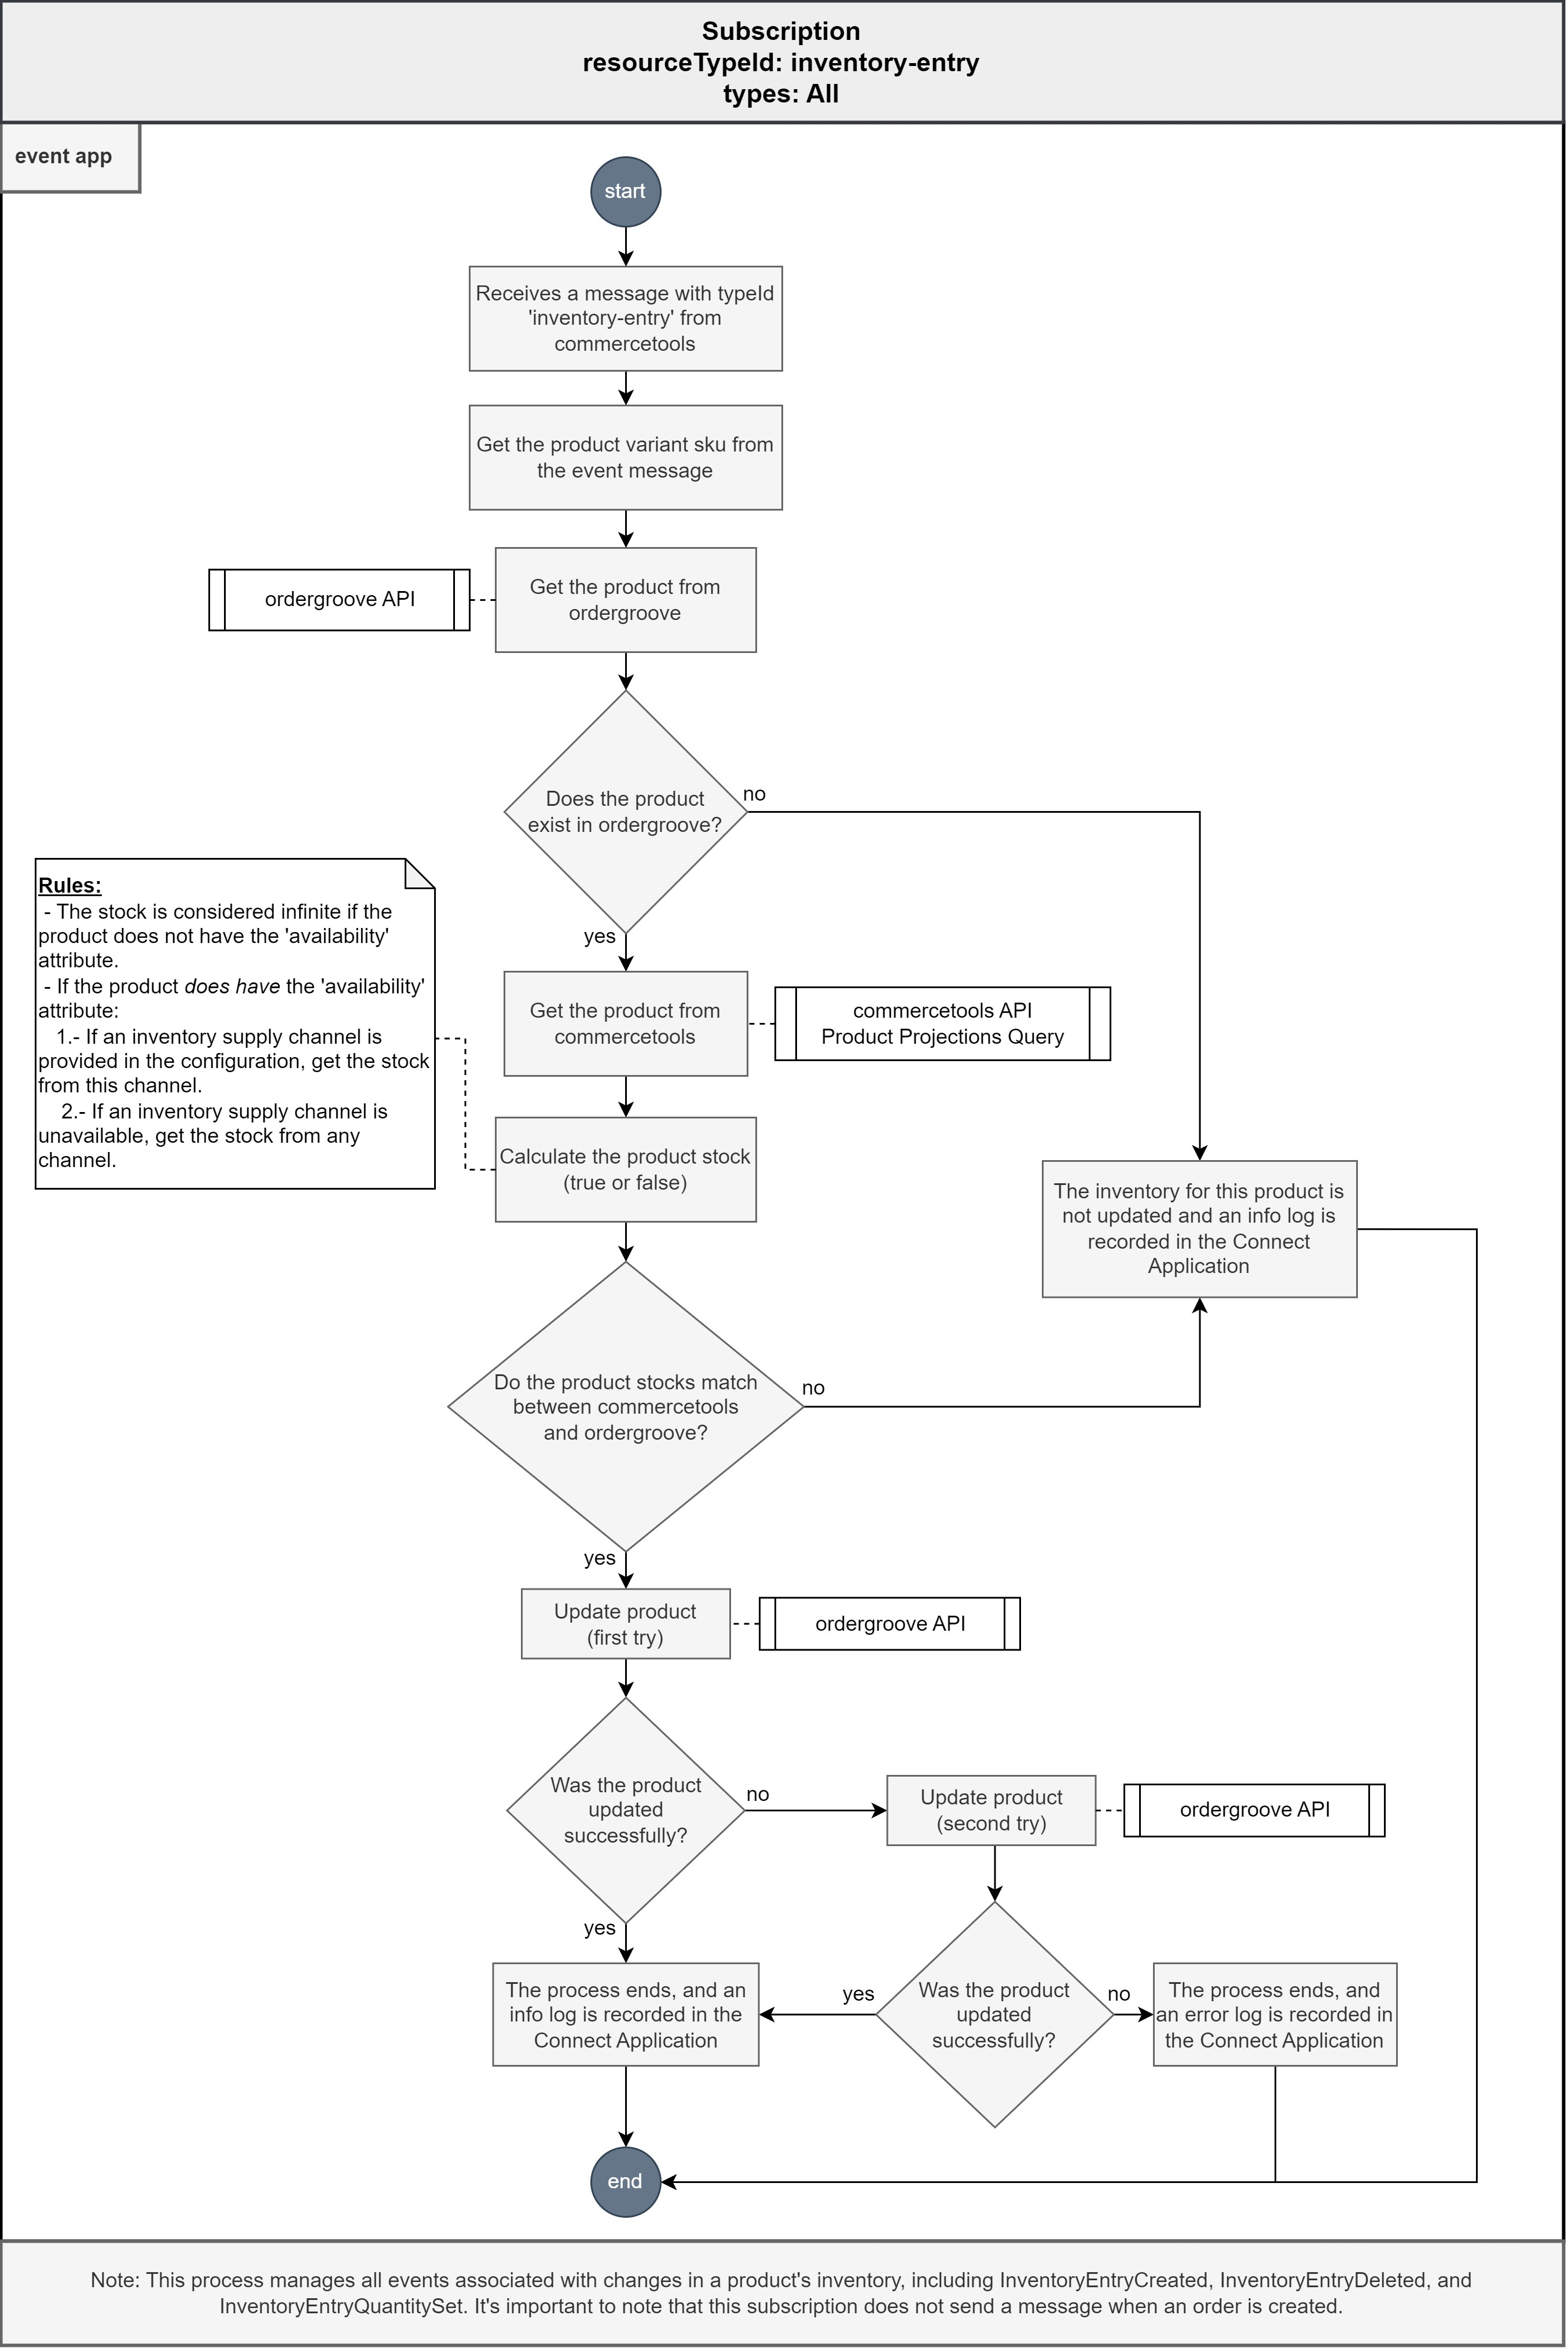 Subscription
resourceTypeId: inventory-entry
types: All
event app
start
Receives a message with typeId
'inventory-entry' from
commercetools
Get the product variant sku from
the event message
ordergroove API
Get the product from
ordergroove
Does the product
exist in ordergroove?
no
yes
Rules:
- The stock is considered infinite if the
product does not have the 'availability'
attribute.
- If the product does have the 'availability'
attribute:
1.- If an inventory supply channel is
provided in the configuration, get the stock
from this channel.
2.- If an inventory supply channel is
unavailable, get the stock from any
channel.
Get the product from
commercetools
commercetools API
Product Projections Query
Calculate the product stock
(true or false)
The inventory for this product is
not updated and an info log is
recorded in the Connect
Application
Do the product stocks match
between commercetools
and ordergroove?
no
yes
Update product
(first try)
ordergroove API
Was the product
updated
successfully?
no
Update product
(second try)
ordergroove API
yes
The process ends, and an
info log is recorded in the
Connect Application
yes
Was the product
updated
successfully?
no
The process ends, and
an error log is recorded in
the Connect Application
end
Note: This process manages all events associated with changes in a product's inventory, including InventoryEntryCreated, InventoryEntryDeleted, and
InventoryEntryQuantitySet. It's important to note that this subscription does not send a message when an order is created.